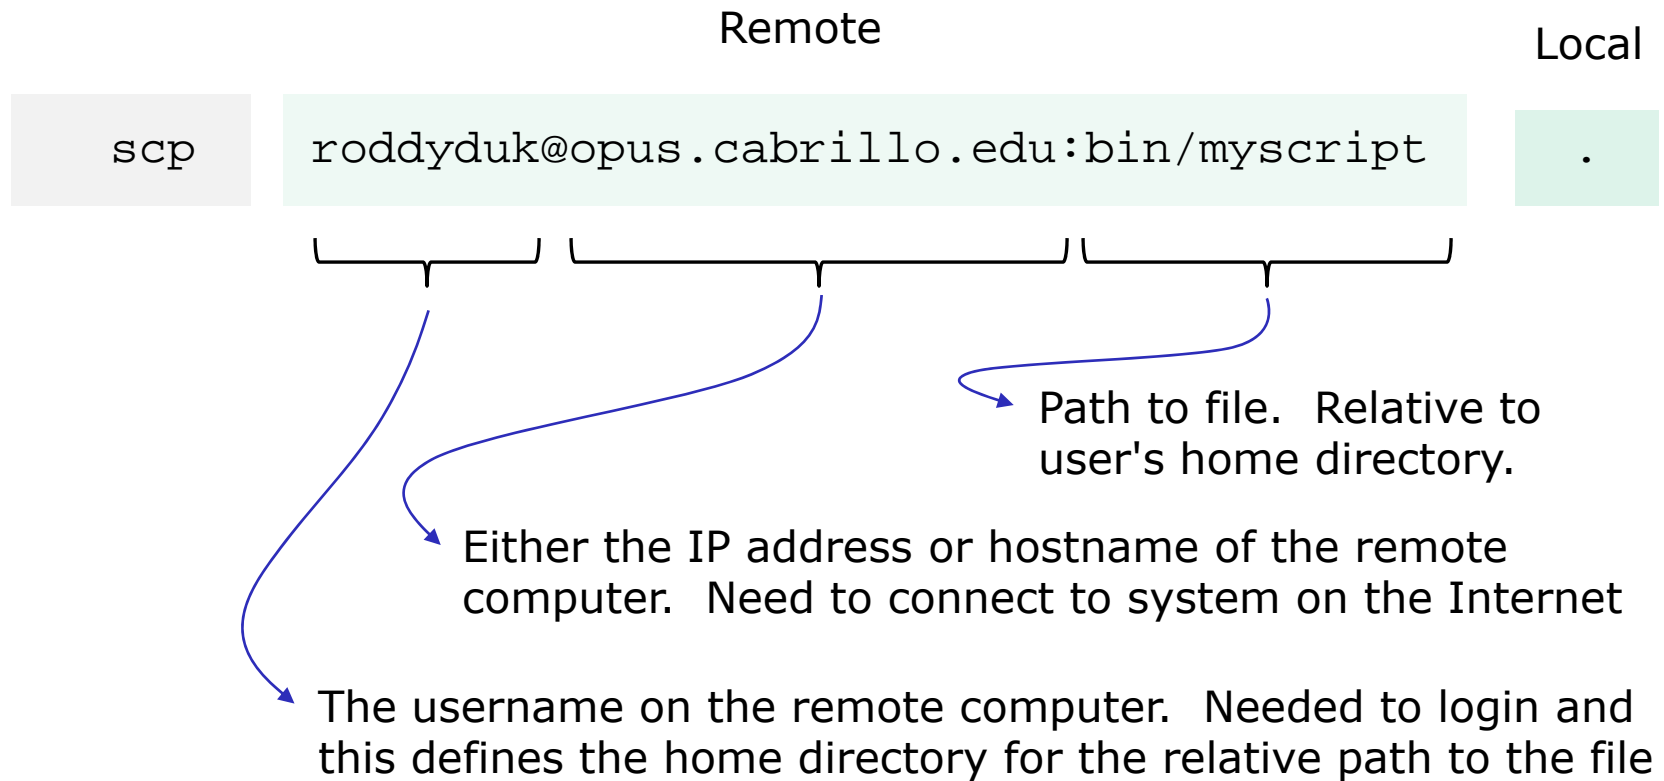 Remote
Local
scp roddyduk@opus.cabrillo.edu:bin/myscript .
Path to file.  Relative to
user's home directory.
Either the IP address or hostname of the remote
computer.  Need to connect to system on the Internet
The username on the remote computer.  Needed to login and
this defines the home directory for the relative path to the file